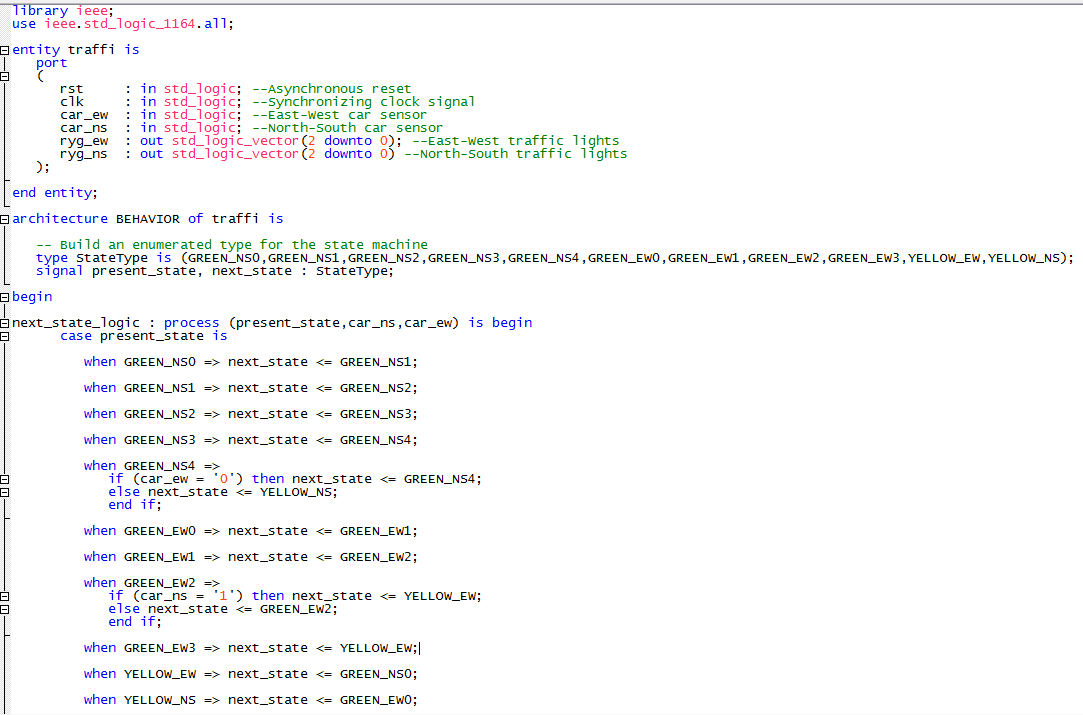 library ieee;
use ieee.std_logic_1164.all;
entity traffi is
port
(
rst : in std_logic; --Asynchronous reset
clk : in std_logic; --Synchronizing clock signal
car_ew : in std_logic; --East-West car sensor
car_ns : in std_logic; --North-South car sensor
ryg_ew : out std_logic_vector(2 downto 0); --East-West traffic lights
ryg_ns : out std_logic_vector(2 downto 0) --North-South traffic lights
);
end entity;
architecture BEHAVIOR of traffi is
-- Build an enumerated type for the state machine
type StateType is (GREEN_NS0,GREEN_NS1,GREEN_NS2,GREEN_NS3,GREEN_NS4,GREEN_EW0,GREEN_EW1,GREEN_EW2,GREEN_EW3,YELLOW_EW,YELLOW_NS);
signal present_state, next_state : StateType;
begin
next_state_logic : process (present_state,car_ns,car_ew) is begin
case present_state is
when GREEN_NS0 => next_state <= GREEN_NS1;
when GREEN_NS1 => next_state <= GREEN_NS2;
when GREEN_NS2 => next_state <= GREEN_NS3;
when GREEN_NS3 => next_state <= GREEN_NS4;
when GREEN_NS4 =>
if (car_ew = '0') then next_state <= GREEN_NS4;
else next_state <= YELLOW_NS;
end if;
when GREEN_EW0 => next_state <= GREEN_EW1;
when GREEN_EW1 => next_state <= GREEN_EW2;
when GREEN_EW2 =>
if (car_ns = '1') then next_state <= YELLOW_EW;
else next_state <= GREEN_EW2;
end if;
when GREEN_EW3 => next_state <= YELLOW_EW;
when YELLOW_EW => next_state <= GREEN_NS0;
when YELLOW_NS => next_state <= GREEN_EW0;